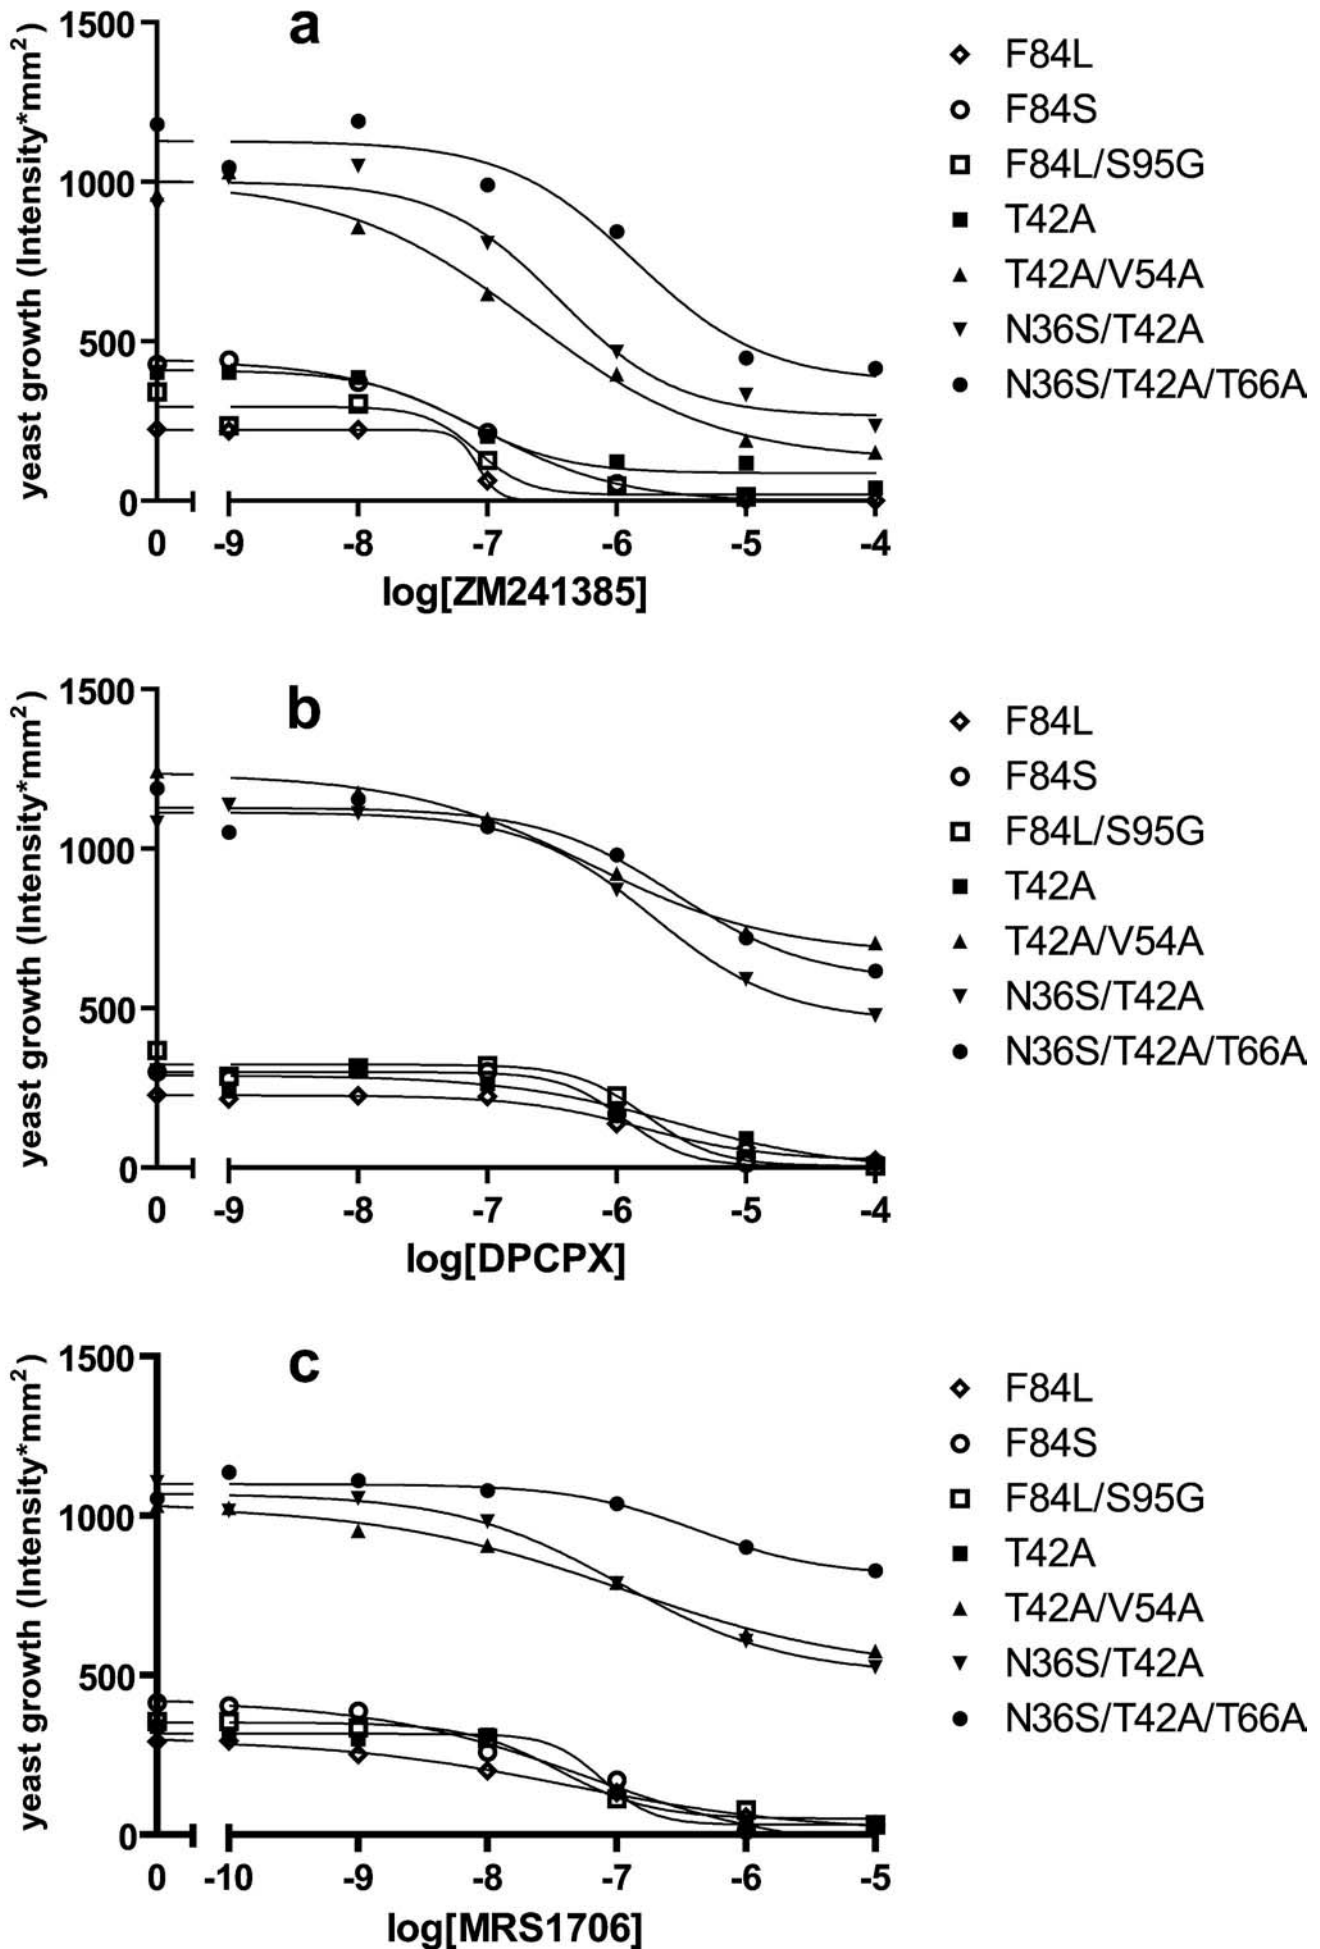 a
yeast growth (Intensity*mm²)
1500
1000
500
0
0 -9 -8 -7 -6 -5 -4
log[ZM241385]
F84L
F84S
F84L/S95G
T42A
T42A/V54A
N36S/T42A
N36S/T42A/T66A
b
yeast growth (Intensity*mm²)
1500
1000
500
0
0 -9 -8 -7 -6 -5 -4
log[DPCPX]
F84L
F84S
F84L/S95G
T42A
T42A/V54A
N36S/T42A
N36S/T42A/T66A
c
yeast growth (Intensity*mm²)
1500
1000
500
0
0 -10 -9 -8 -7 -6 -5
log[MRS1706]
F84L
F84S
F84L/S95G
T42A
T42A/V54A
N36S/T42A
N36S/T42A/T66A